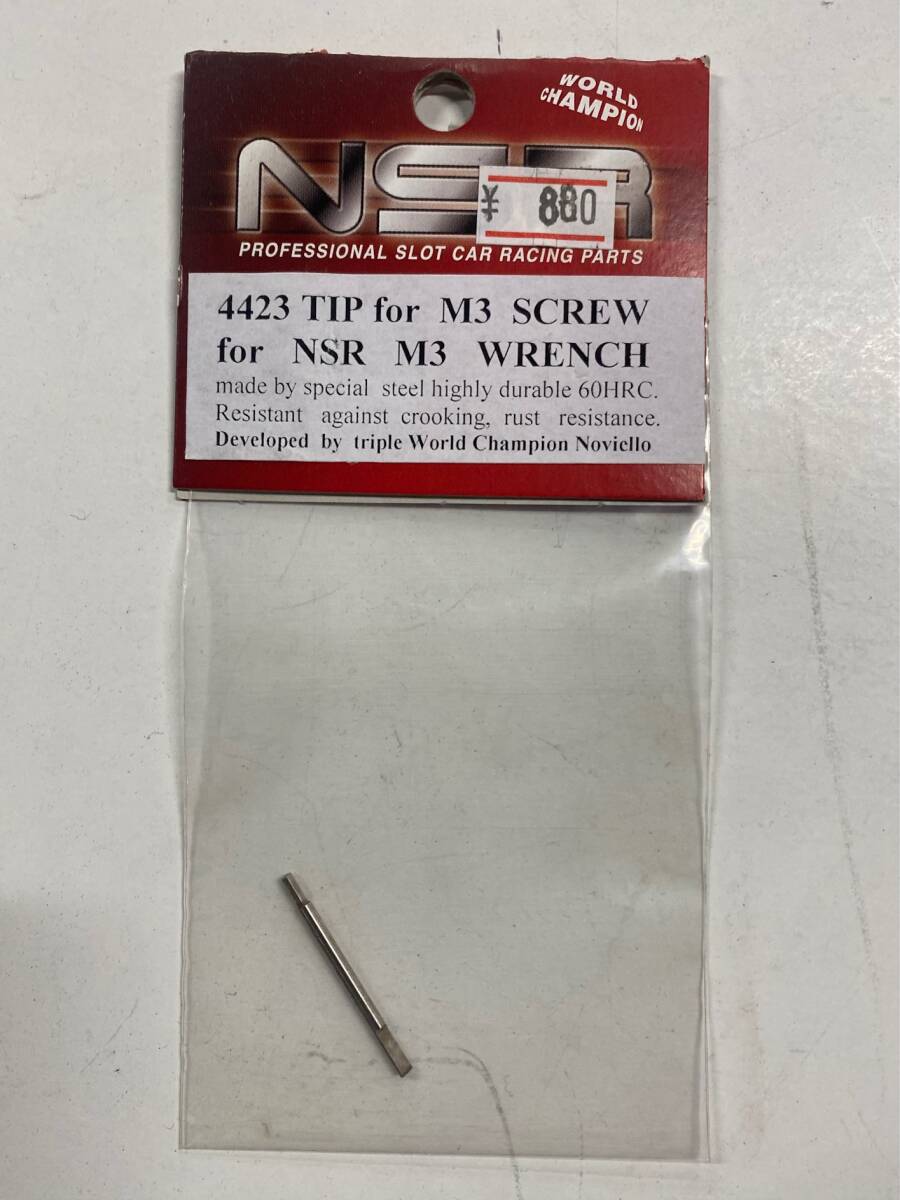 WORLD
CHAMPION
NSR
¥ 880
PROFESSIONAL SLOT CAR RACING PARTS
4423 TIP for M3 SCREW
for NSR M3 WRENCH
made by special steel highly durable 60HRC.
Resistant against crooking, rust resistance.
Developed by triple World Champion Noviello